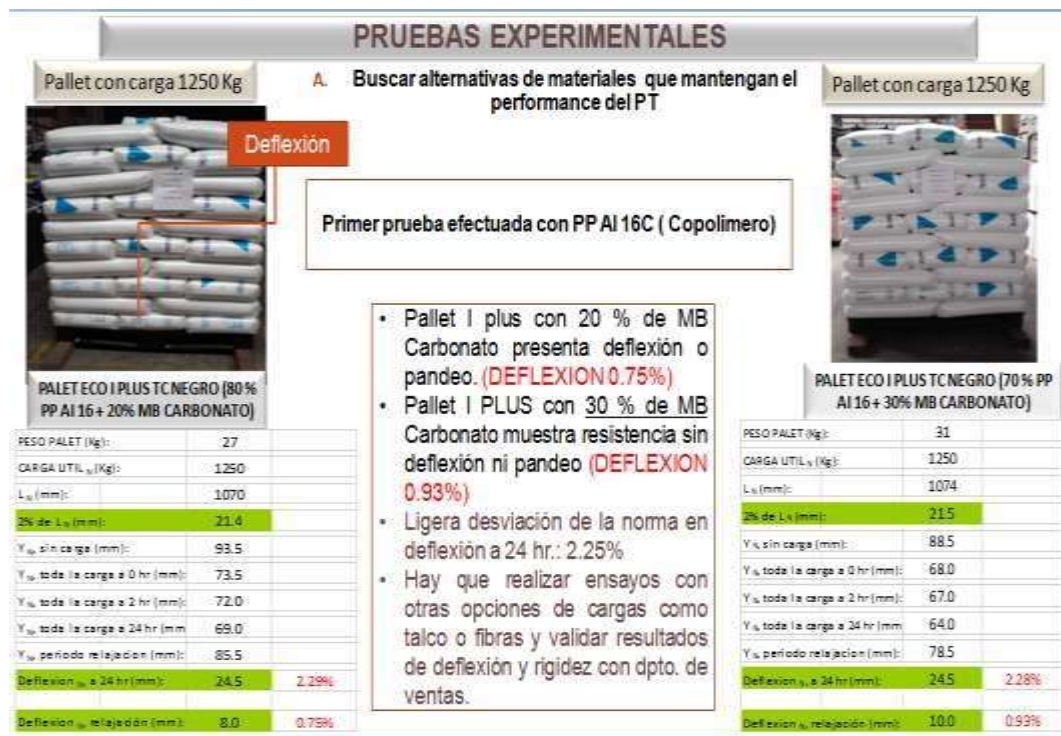 PRUEBAS EXPERIMENTALES
Pallet con carga 1250 Kg
Deflexión
A. Buscar alternativas de materiales que mantengan el
performance del PT
Pallet con carga 1250 Kg
Primer prueba efectuada con PP AI 16C ( Copolimero)
• Pallet I plus con 20 % de MB
Carbonato presenta deflexión o
pandeo. (DEFLEXION 0.75%)
• Pallet I PLUS con 30 % de MB
Carbonato muestra resistencia sin
deflexión ni pandeo (DEFLEXION
0.93%)
• Ligera desviación de la norma en
deflexión a 24 hr.: 2.25%
• Hay que realizar ensayos con
otras opciones de cargas como
talco o fibras y validar resultados
de deflexión y rigidez con dpto. de
ventas.
PALET ECO I PLUS TC NEGRO (80 %
PP AI 16 + 20% MB CARBONATO)
PESO PALET (Kg): 27
CARGA UTIL (Kg): 1250
L (mm): 1070
2% de L (mm): 21.4
Y sin carga (mm): 93.5
Y toda la carga a 0 hr (mm): 73.5
Y toda la carga a 2 hr (mm): 72.0
Y toda la carga a 24 hr (mm 69.0
Y periodo relajacion (mm): 85.5
Deflexion a 24 hr (mm): 24.5 2.29%
Deflexion relajación (mm): 8.0 0.75%
PALET ECO I PLUS TC NEGRO (70 % PP
AI 16 + 30% MB CARBONATO)
PESO PALET (Kg): 31
CARGA UTIL (Kg): 1250
L (mm): 1074
2% de L (mm): 21.5
Y sin carga (mm): 88.5
Y toda la carga a 0 hr (mm): 68.0
Y toda la carga a 2 hr (mm): 67.0
Y toda la carga a 24 hr (mm 64.0
Y periodo relajacion (mm): 78.5
Deflexion a 24 hr (mm): 24.5 2.28%
Deflexion relajación (mm): 10.0 0.93%